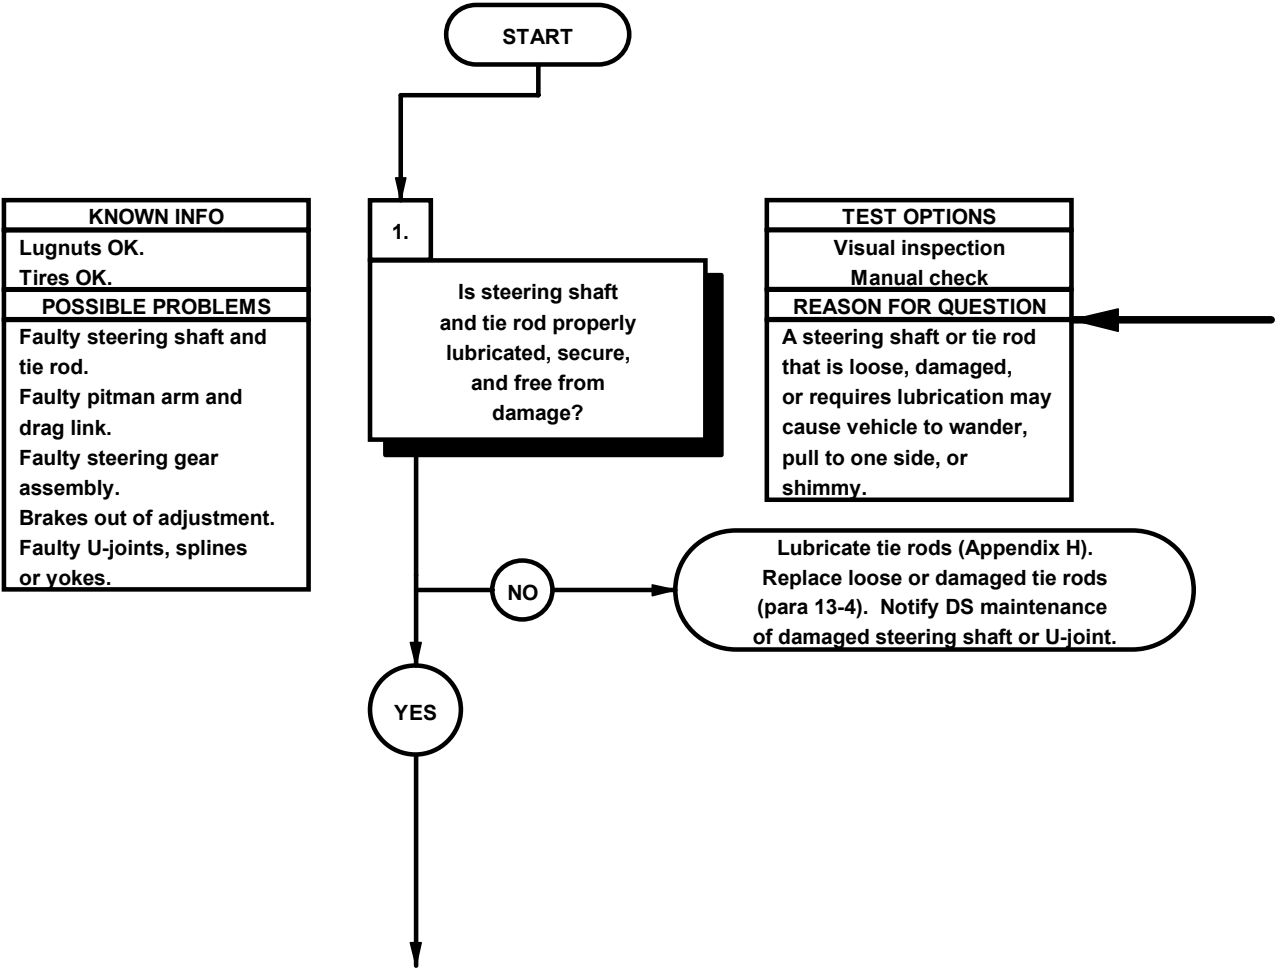 START
KNOWN INFO
Lugnuts OK.
Tires OK.
POSSIBLE PROBLEMS
Faulty steering shaft and
tie rod.
Faulty pitman arm and
drag link.
Faulty steering gear
assembly.
Brakes out of adjustment.
Faulty U-joints, splines
or yokes.
1.
Is steering shaft
and tie rod properly
lubricated, secure,
and free from
damage?
TEST OPTIONS
Visual inspection
Manual check
REASON FOR QUESTION
A steering shaft or tie rod
that is loose, damaged,
or requires lubrication may
cause vehicle to wander,
pull to one side, or
shimmy.
NO
Lubricate tie rods (Appendix H).
Replace loose or damaged tie rods
(para 13-4).  Notify DS maintenance
of damaged steering shaft or U-joint.
YES